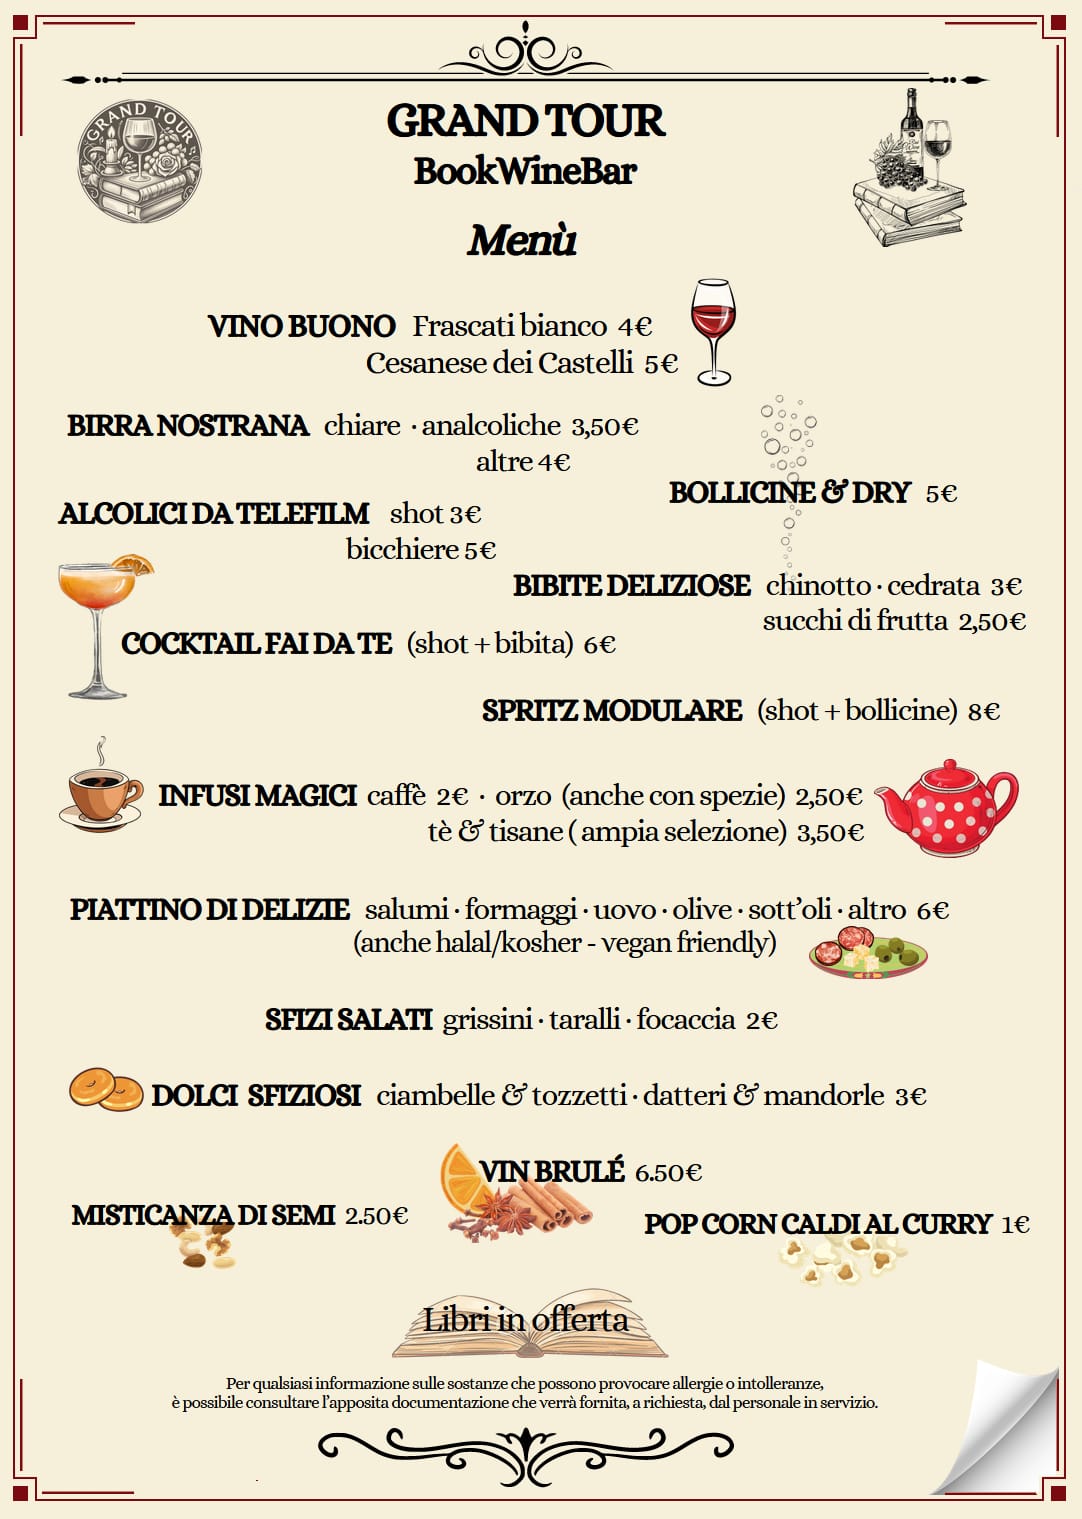 GRAND TOUR
GRAND TOUR
BookWineBar
Menù
VINO BUONO Frascati bianco 4€
Cesanese dei Castelli 5€
BIRRA NOSTRANA chiare · analcoliche 3,50€
altre 4€
BOLLICINE & DRY 5€
ALCOLICI DA TELEFILM shot 3€
bicchiere 5€
BIBITE DELIZIOSE chinotto · cedrata 3€
succhi di frutta 2,50€
COCKTAIL FAI DA TE (shot + bibita) 6€
SPRITZ MODULARE (shot + bollicine) 8€
INFUSI MAGICI caffè 2€ · orzo (anche con spezie) 2,50€
tè & tisane ( ampia selezione) 3,50€
PIATTINO DI DELIZIE salumi · formaggi · uovo · olive · sott'oli · altro 6€
(anche halal/kosher - vegan friendly)
SFIZI SALATI grissini · taralli · focaccia 2€
DOLCI SFIZIOSI ciambelle & tozzetti · datteri & mandorle 3€
VIN BRULÉ 6.50€
MISTICANZA DI SEMI 2.50€
POP CORN CALDI AL CURRY 1€
Libri in offerta
Per qualsiasi informazione sulle sostanze che possono provocare allergie o intolleranze,
è possibile consultare l'apposita documentazione che verrà fornita, a richiesta, dal personale in servizio.